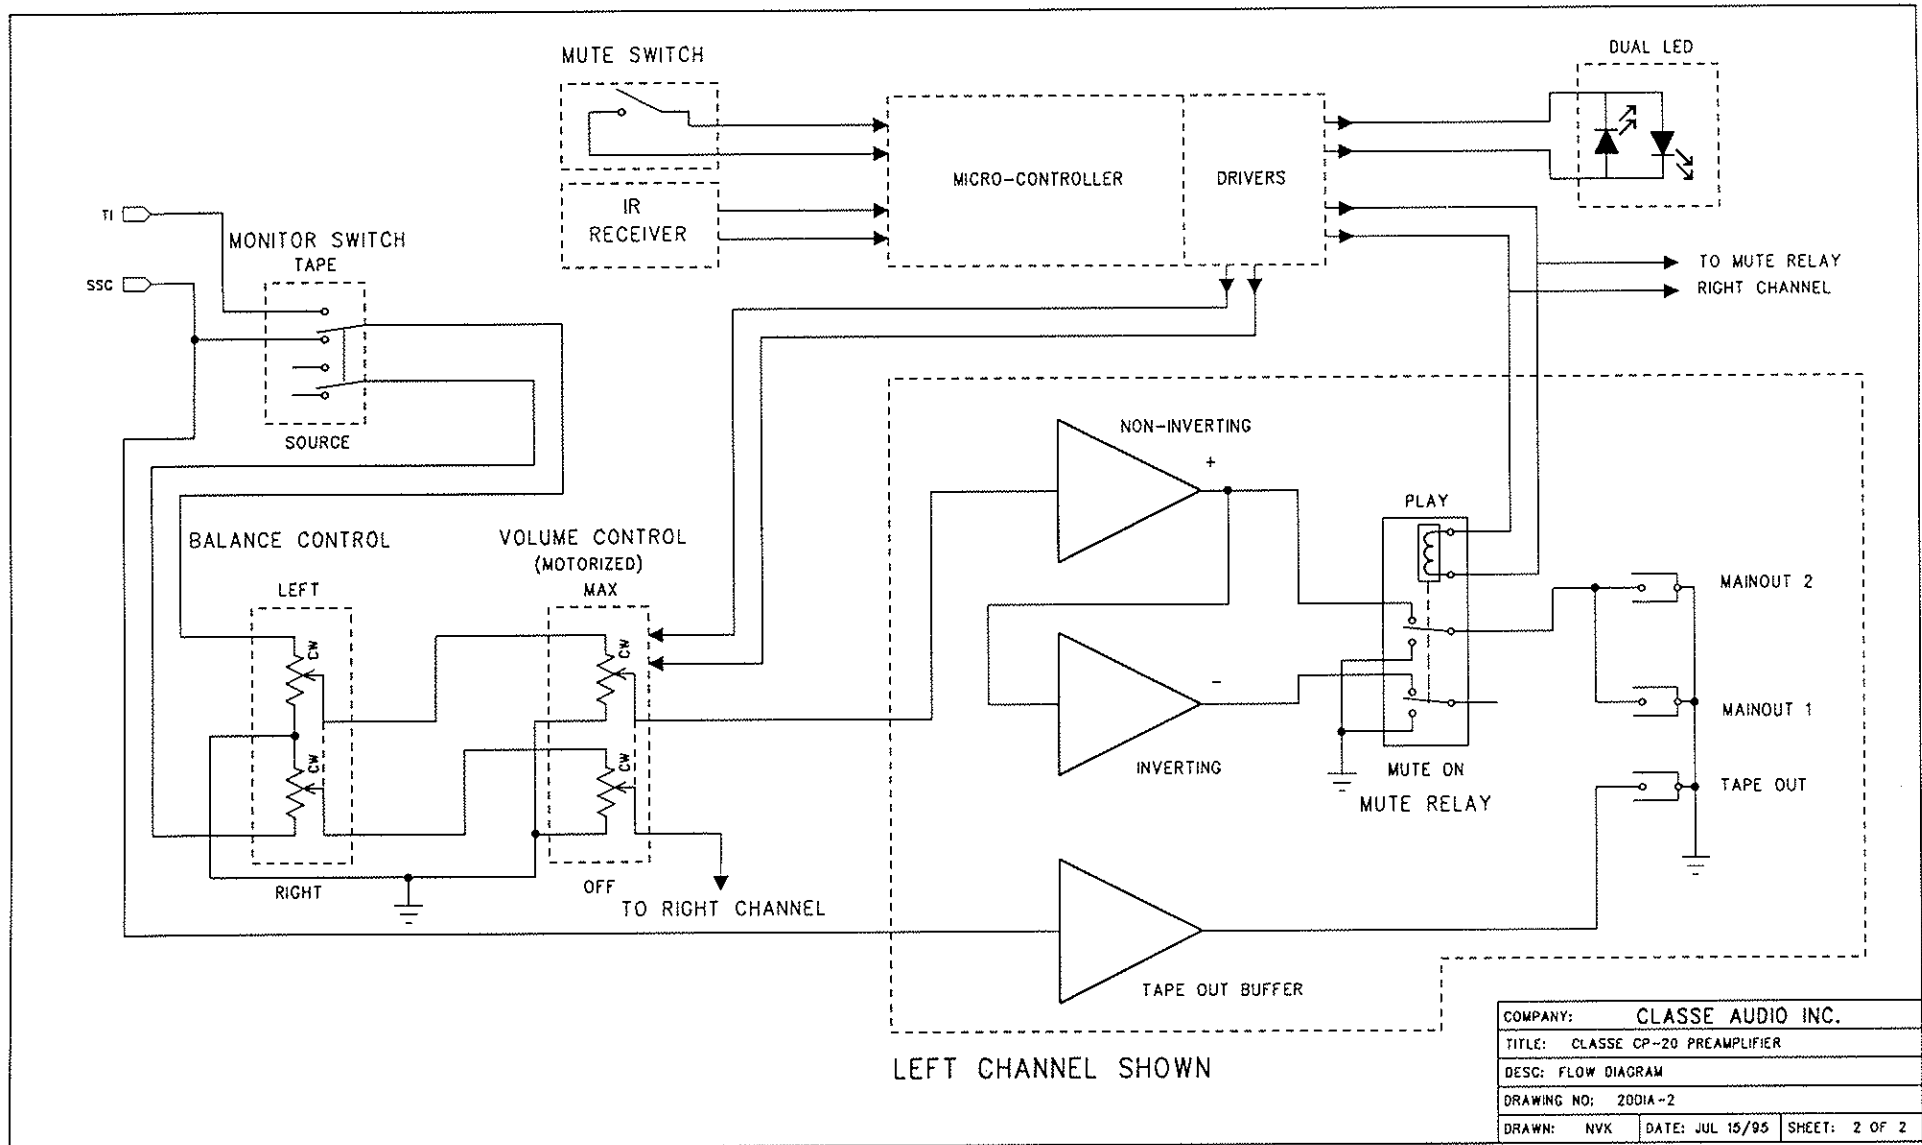 MUTE SWITCH
DUAL LED
MICRO-CONTROLLER
DRIVERS
IR
RECEIVER
TI
MONITOR SWITCH
TAPE
SSG
TO MUTE RELAY
RIGHT CHANNEL
SOURCE
NON-INVERTING
+
PLAY
BALANCE CONTROL
VOLUME CONTROL
(MOTORIZED)
LEFT
MAX
MAINOUT 2
CW
CW
-
MAINOUT 1
CW
CW
INVERTING
MUTE ON
MUTE RELAY
TAPE OUT
RIGHT
OFF
TO RIGHT CHANNEL
TAPE OUT BUFFER
LEFT CHANNEL SHOWN
COMPANY: CLASSE AUDIO INC.
TITLE: CLASSE CP-20 PREAMPLIFIER
DESC: FLOW DIAGRAM
DRAWING NO: 2001A-2
DRAWN: NVK DATE: JUL 15/95 SHEET: 2 OF 2